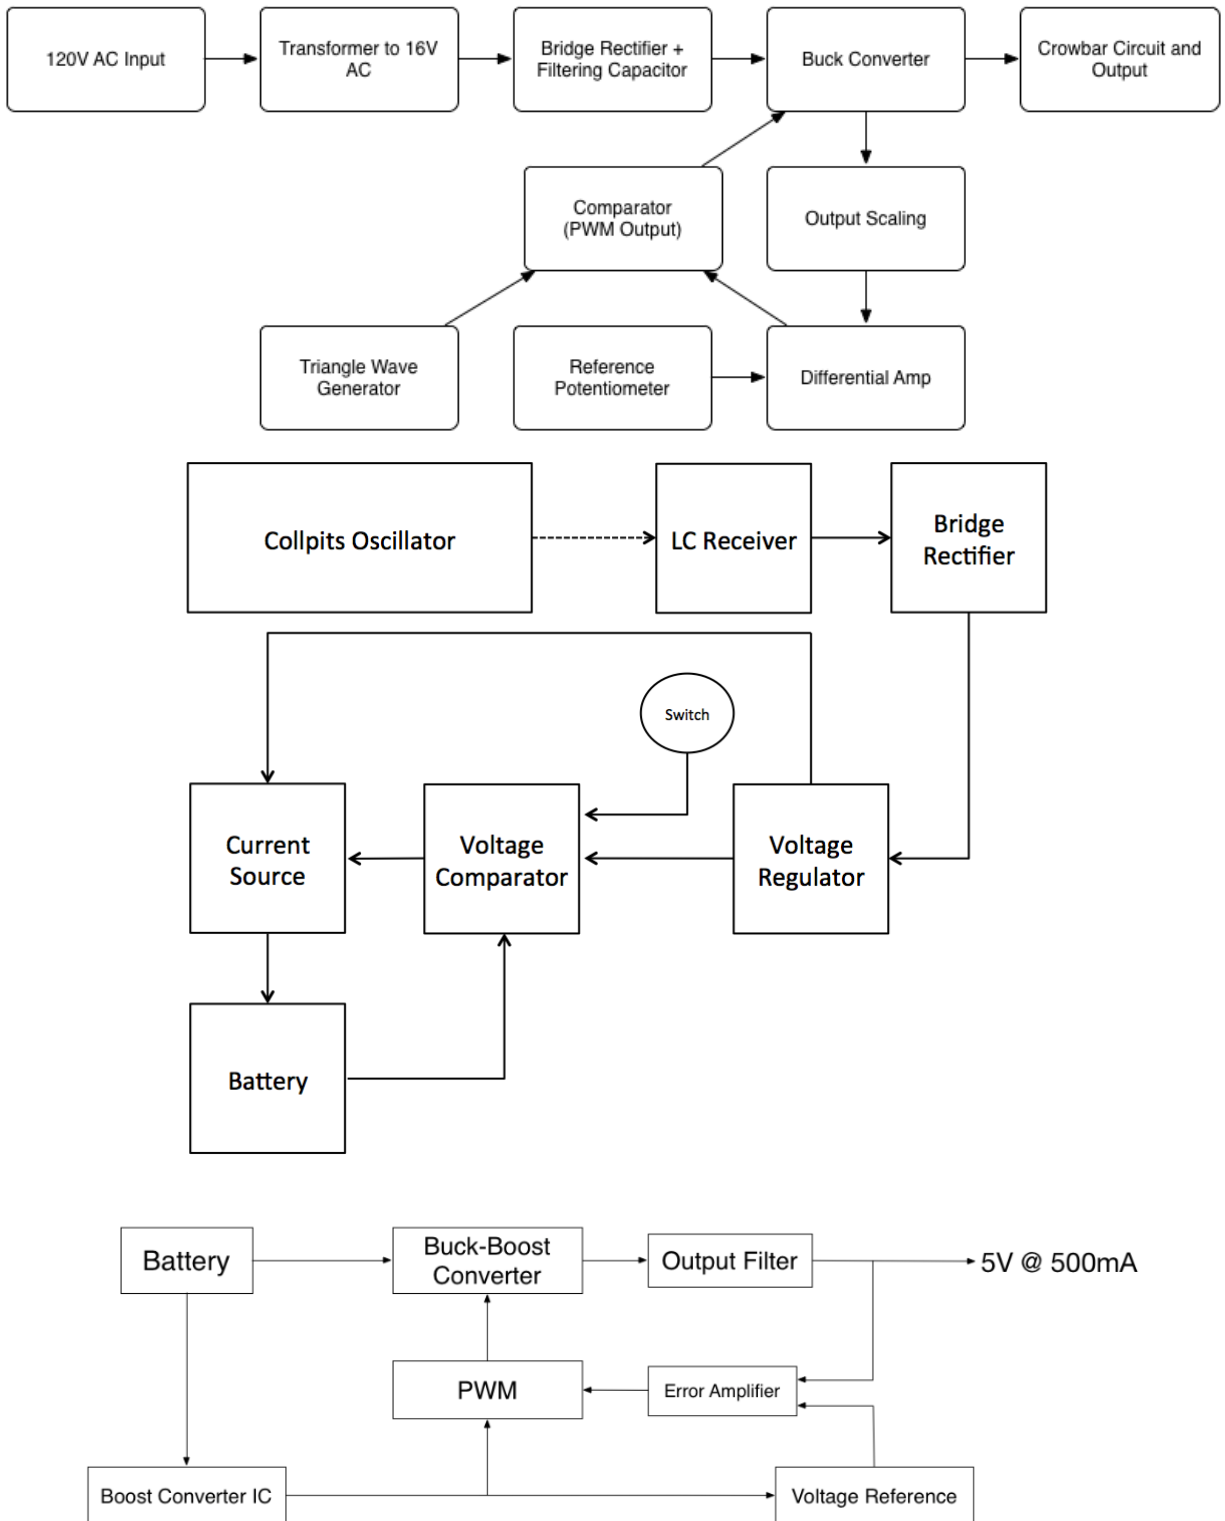 120V AC Input
Transformer to 16V
AC
Bridge Rectifier +
Filtering Capacitor
Buck Converter
Crowbar Circuit and
Output
Comparator
(PWM Output)
Output Scaling
Triangle Wave
Generator
Reference
Potentiometer
Differential Amp
Collpits Oscillator
LC Receiver
Bridge
Rectifier
Switch
Current
Source
Voltage
Comparator
Voltage
Regulator
Battery
Battery
Buck-Boost
Converter
Output Filter
5V @ 500mA
PWM
Error Amplifier
Boost Converter IC
Voltage Reference